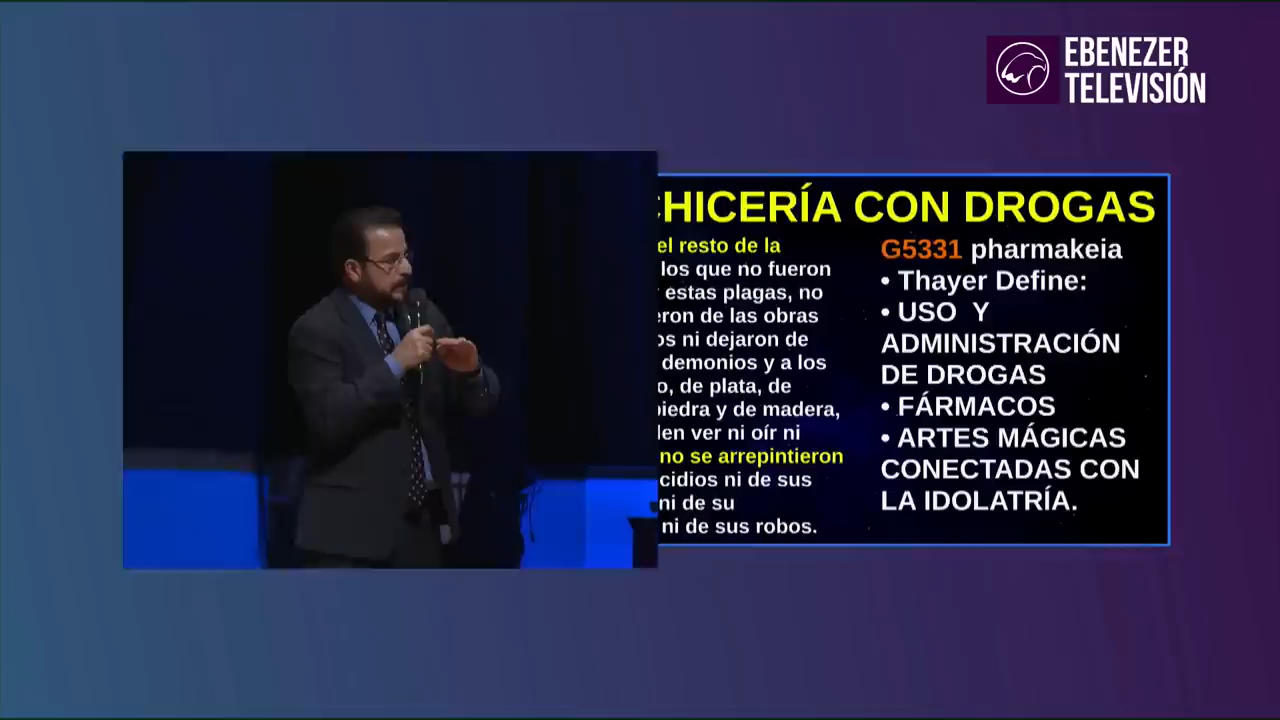 EBENEZER
TELEVISIÓN
CHICERÍA CON DROGAS
el resto de la
los que no fueron
estas plagas, no
eron de las obras
os ni dejaron de
demonios y a los
o, de plata, de
piedra y de madera,
den ver ni oír ni
no se arrepintieron
cidios ni de sus
ni de su
ni de sus robos.
G5331 pharmakeia
• Thayer Define:
• USO Y
ADMINISTRACIÓN
DE DROGAS
• FÁRMACOS
• ARTES MÁGICAS
CONECTADAS CON
LA IDOLATRÍA.